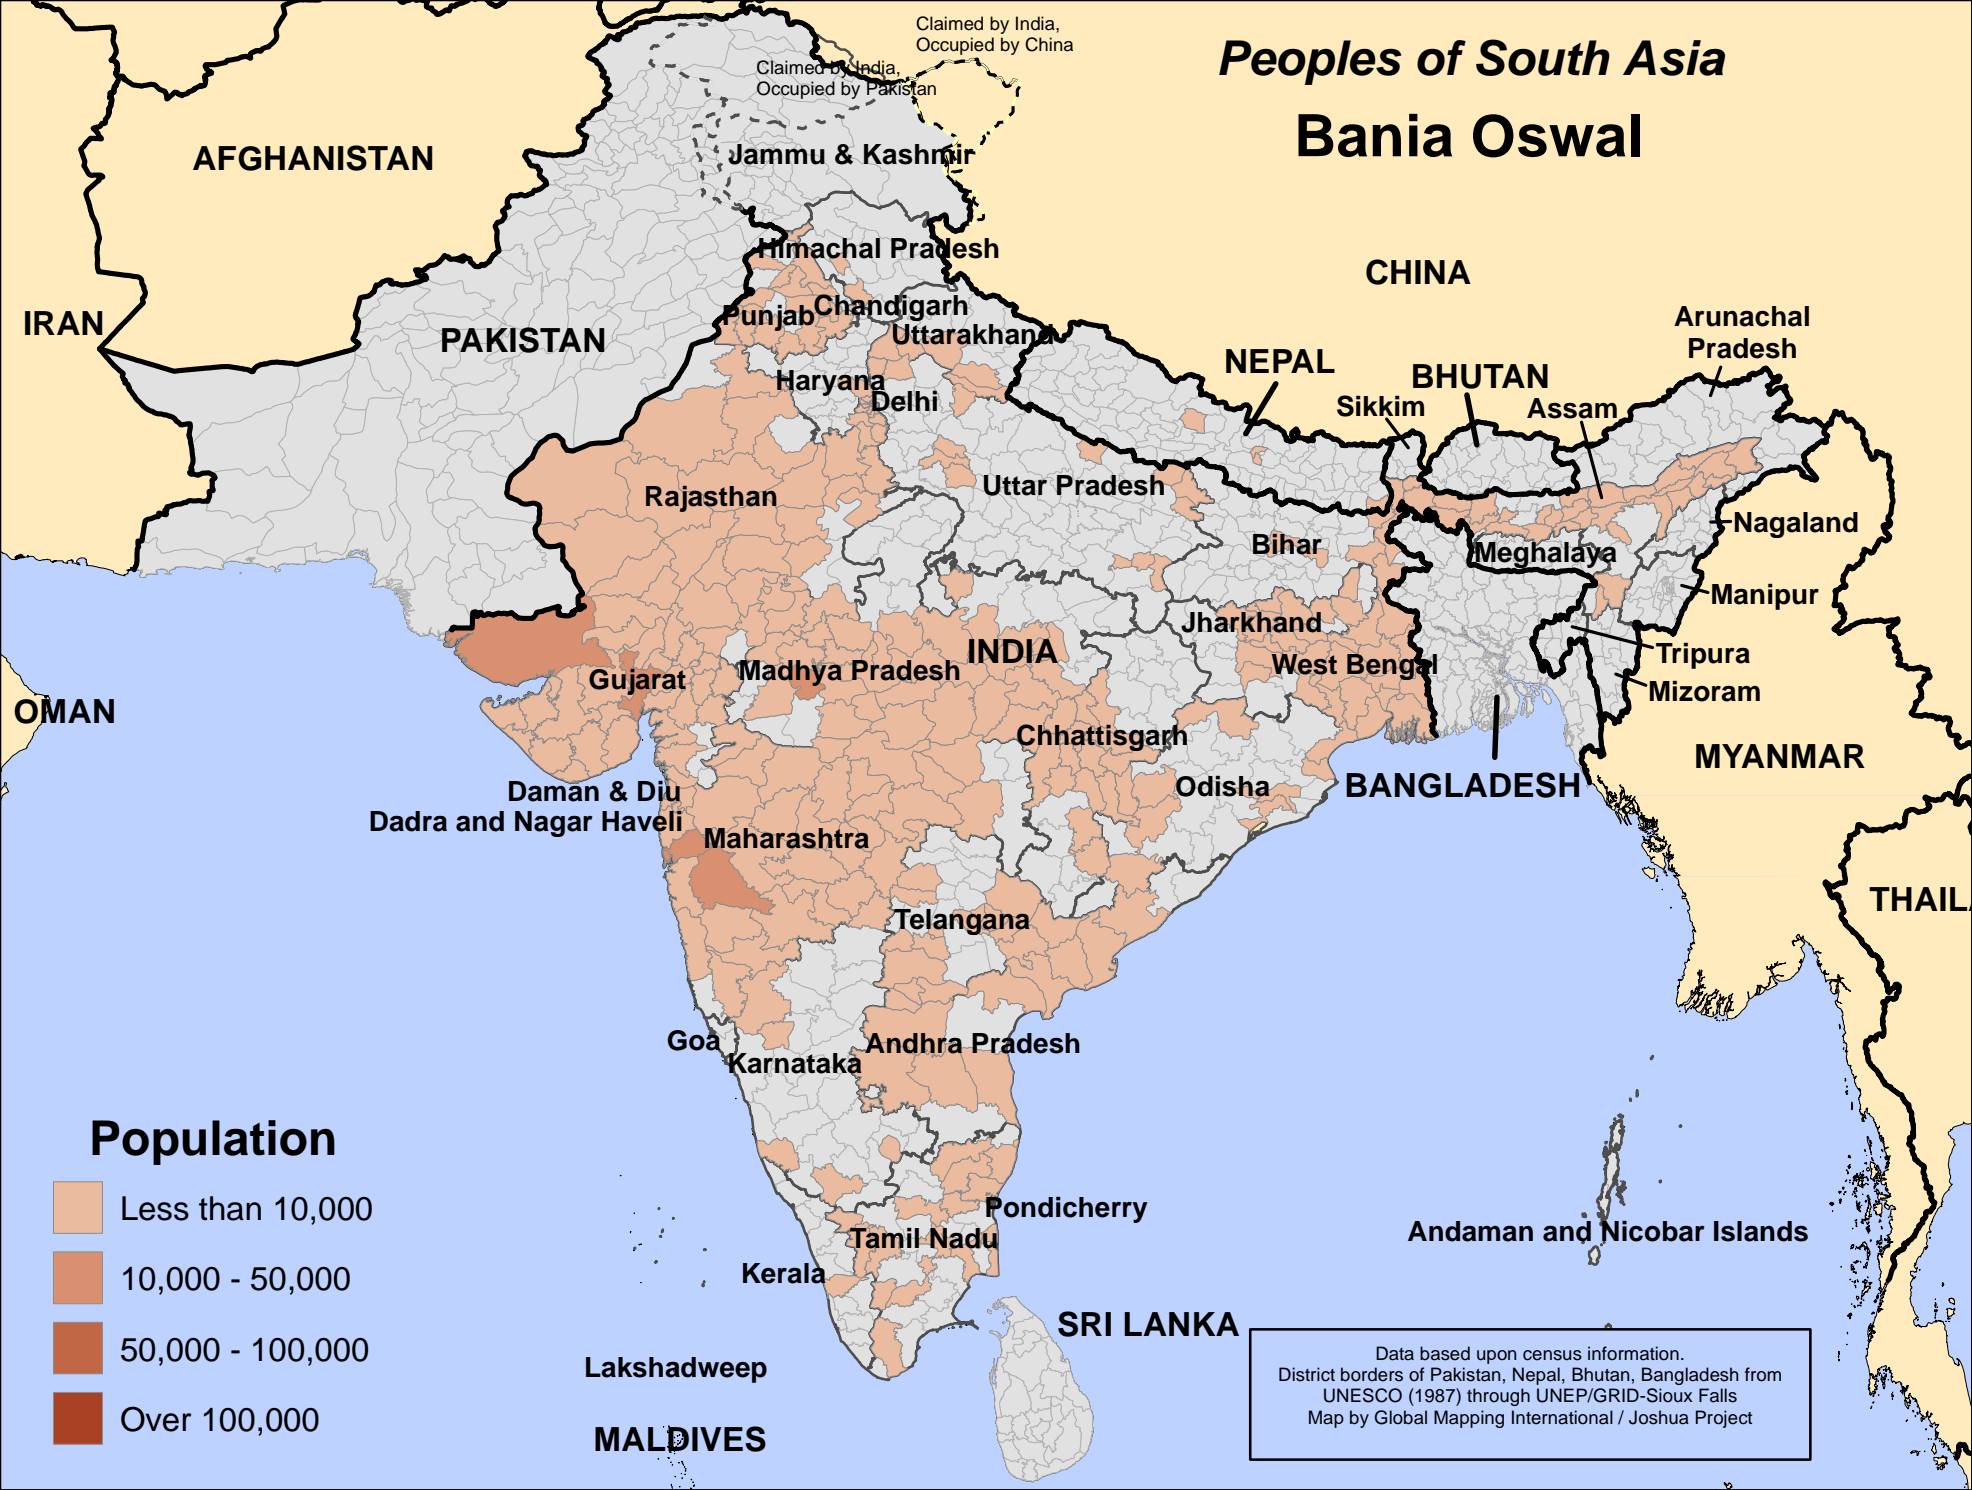 Claimed by India,
Occupied by China
Peoples of South Asia
Bania Oswal
Claimed by India,
Occupied by Pakistan
AFGHANISTAN
Jammu & Kashmir
Himachal Pradesh
CHINA
IRAN
PAKISTAN
Punjab
Chandigarh
Uttarakhand
Arunachal
Pradesh
NEPAL
BHUTAN
Haryana
Delhi
Sikkim
Assam
Rajasthan
Uttar Pradesh
Nagaland
Bihar
Meghalaya
Manipur
Jharkhand
INDIA
Tripura
West Bengal
Madhya Pradesh
Gujarat
Mizoram
OMAN
Chhattisgarh
MYANMAR
Odisha
BANGLADESH
Daman & Diu
Dadra and Nagar Haveli
Maharashtra
THAILA
Telangana
Goa
Andhra Pradesh
Karnataka
Pondicherry
Andaman and Nicobar Islands
Tamil Nadu
Kerala
SRI LANKA
Lakshadweep
MALDIVES
Population
Less than 10,000
10,000 - 50,000
50,000 - 100,000
Over 100,000
Data based upon census information.
District borders of Pakistan, Nepal, Bhutan, Bangladesh from
UNESCO (1987) through UNEP/GRID-Sioux Falls
Map by Global Mapping International / Joshua Project